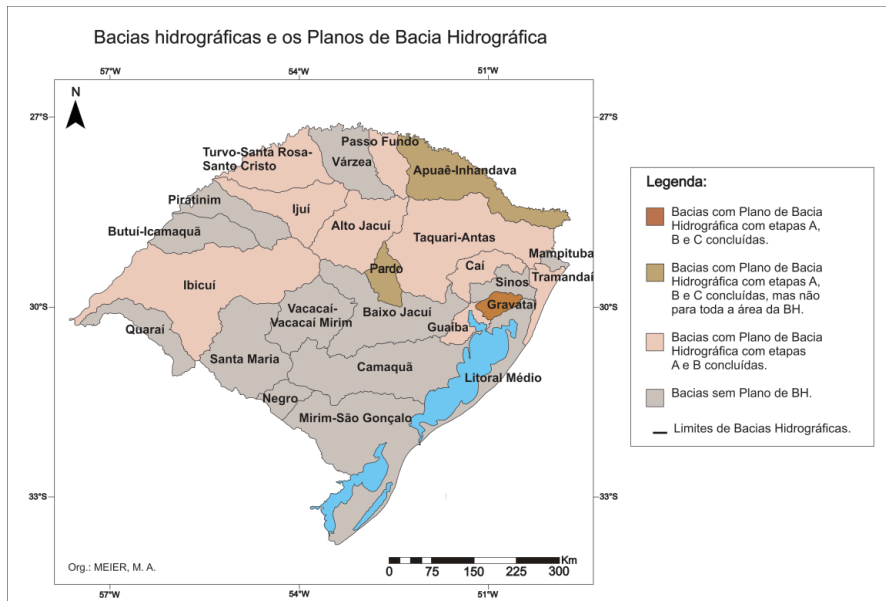 Bacias hidrográficas e os Planos de Bacia Hidrográfica
57°W
54°W
51°W
N
27°S
27°S
Passo Fundo
Turvo-Santa Rosa-
Santo Cristo
Várzea
Apuaê-Inhandava
Piratinim
Ijuí
Butuí-Icamaquã
Alto Jacuí
Taquari-Antas
Mampituba
Pardo
Caí
Tramandaí
Ibicuí
Sinos
30°S
30°S
Vacacaí-
Vacacaí Mirim
Baixo Jacuí
Gravataí
Quaraí
Guaíba
Santa Maria
Camaquã
Litoral Médio
Negro
Mirim-São Gonçalo
33°S
33°S
Org.: MEIER, M. A.
Km
0 75 150 225 300
57°W
54°W
51°W
Legenda:
Bacias com Plano de Bacia
Hidrográfica com etapas A,
B e C concluídas.
Bacias com Plano de Bacia
Hidrográfica com etapas A,
B e C concluídas, mas não
para toda a área da BH.
Bacias com Plano de Bacia
Hidrográfica com etapas
A e B concluídas.
Bacias sem Plano de BH.
Limites de Bacias Hidrográficas.